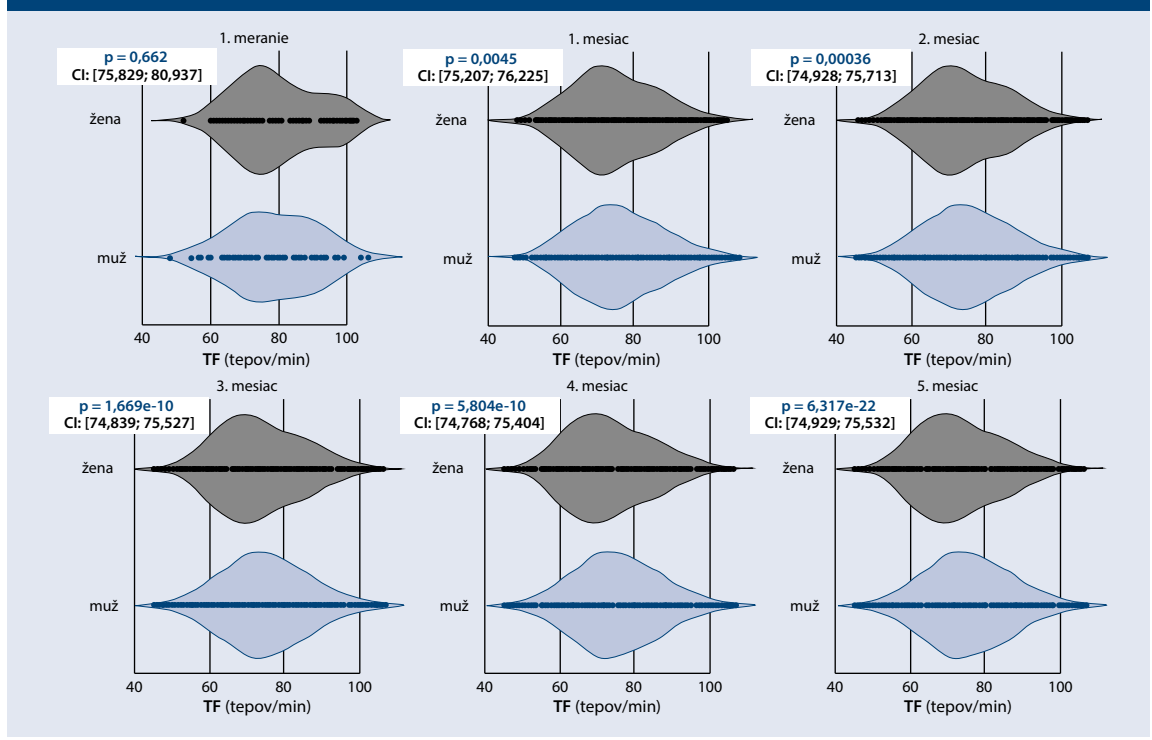 1. meranie
p = 0,662
CI: [75,829; 80,937]
žena
muž
40 60 80 100
TF (tepov/min)
1. mesiac
p = 0,0045
CI: [75,207; 76,225]
žena
muž
40 60 80 100
TF (tepov/min)
2. mesiac
p = 0,00036
CI: [74,928; 75,713]
žena
muž
40 60 80 100
TF (tepov/min)
3. mesiac
p = 1,669e-10
CI: [74,839; 75,527]
žena
muž
40 60 80 100
TF (tepov/min)
4. mesiac
p = 5,804e-10
CI: [74,768; 75,404]
žena
muž
40 60 80 100
TF (tepov/min)
5. mesiac
p = 6,317e-22
CI: [74,929; 75,532]
žena
muž
40 60 80 100
TF (tepov/min)